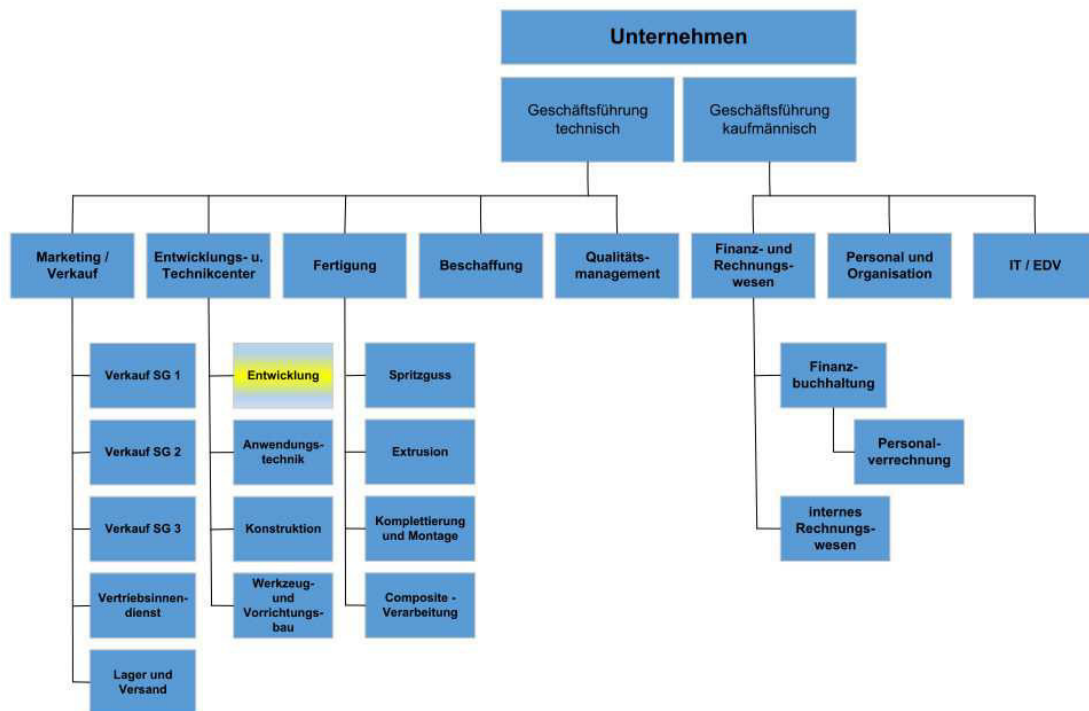 Unternehmen
Geschäftsführung
technisch
Geschäftsführung
kaufmännisch
Marketing /
Verkauf
Entwicklungs- u.
Technikcenter
Fertigung
Beschaffung
Qualitäts-
management
Finanz- und
Rechnungs-
wesen
Personal und
Organisation
IT / EDV
Verkauf SG 1
Entwicklung
Spritzguss
Finanz-
buchhaltung
Verkauf SG 2
Anwendungs-
technik
Extrusion
Personal-
verrechnung
Verkauf SG 3
Konstruktion
Komplettierung
und Montage
internes
Rechnungs-
wesen
Vertriebsinnen-
dienst
Werkzeug-
und
Vorrichtungs-
bau
Composite -
Verarbeitung
Lager und
Versand